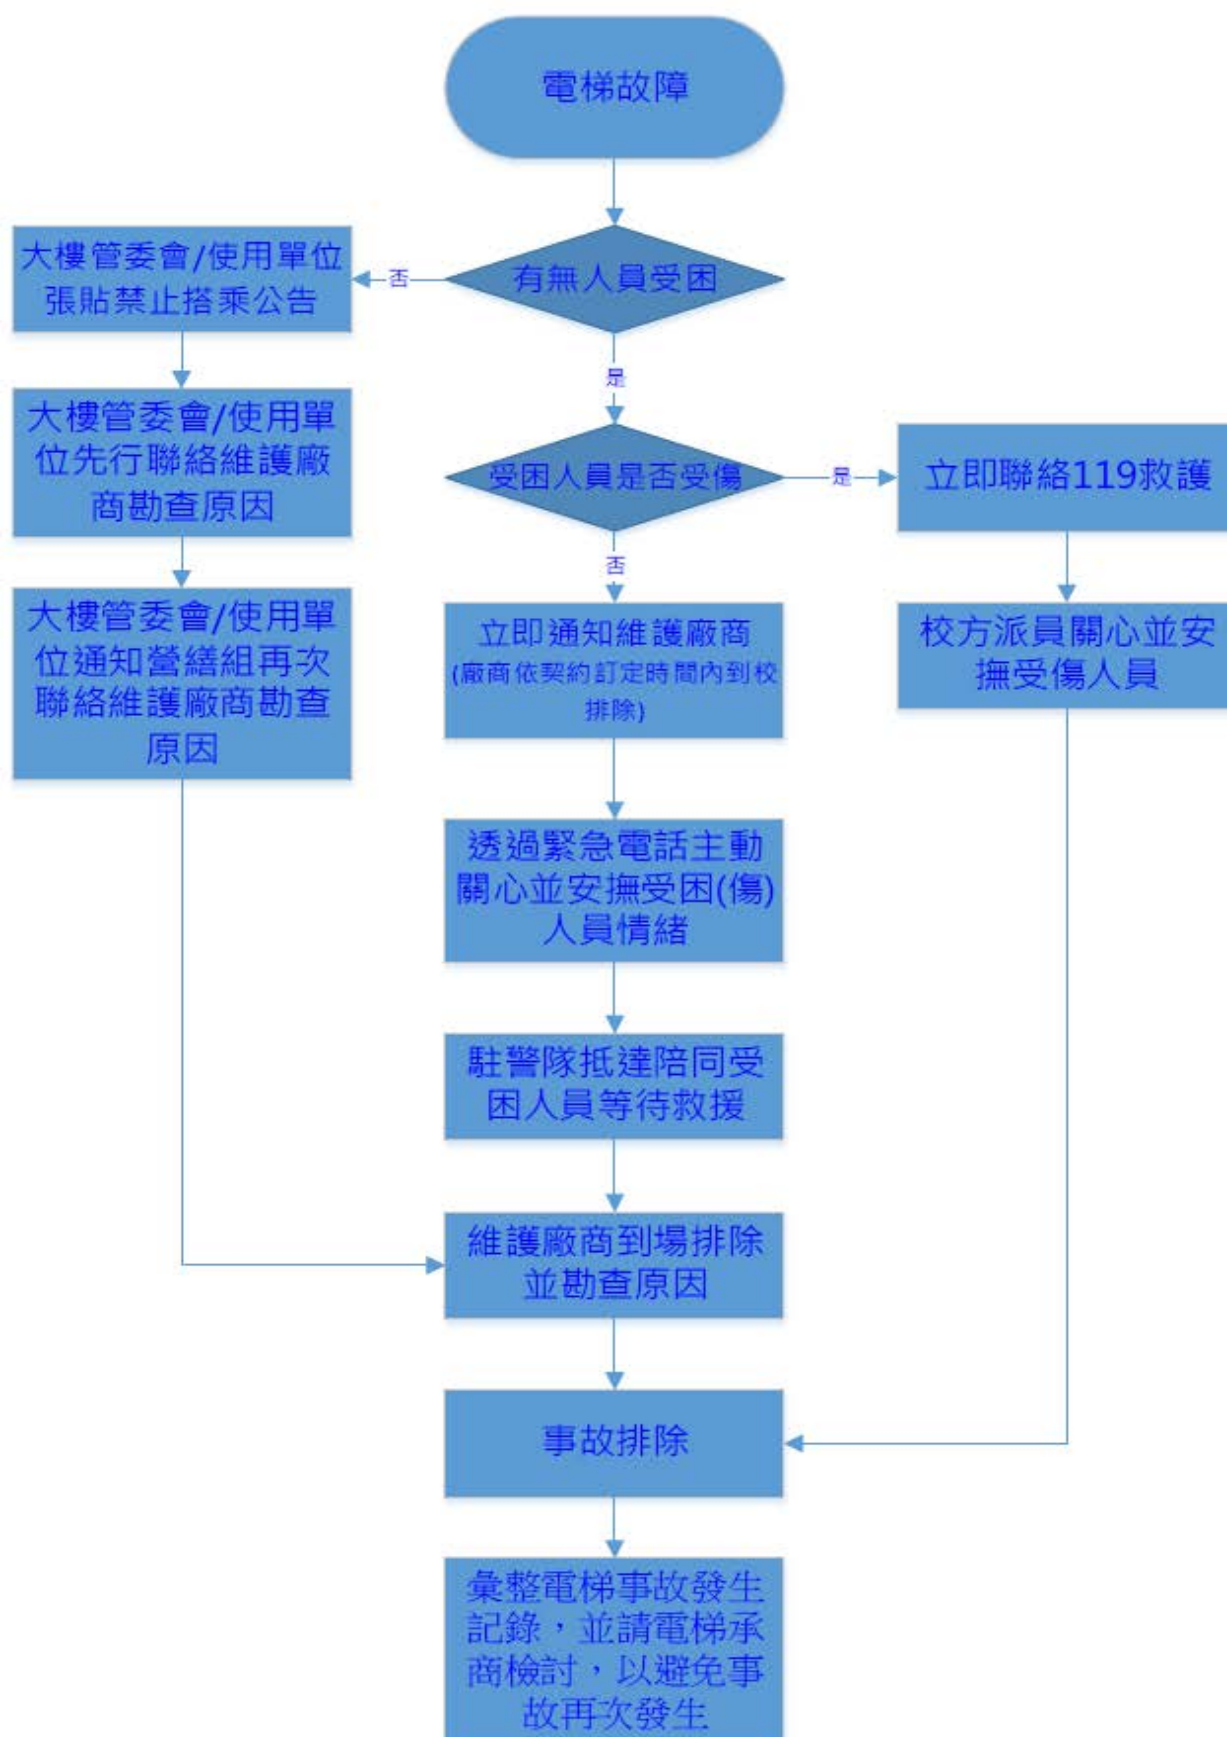 電梯故障
有無人員受困
否
大樓管委會/使用單位
張貼禁止搭乘公告
大樓管委會/使用單
位先行聯絡維護廠
商勘查原因
大樓管委會/使用單
位通知營繕組再次
聯絡維護廠商勘查
原因
是
受困人員是否受傷
是
立即聯絡119救護
校方派員關心並安
撫受傷人員
否
立即通知維護廠商
(廠商依契約訂定時間內到校
排除)
透過緊急電話主動
關心並安撫受困(傷)
人員情緒
駐警隊抵達陪同受
困人員等待救援
維護廠商到場排除
並勘查原因
事故排除
彙整電梯事故發生
記錄，並請電梯承
商檢討，以避免事
故再次發生